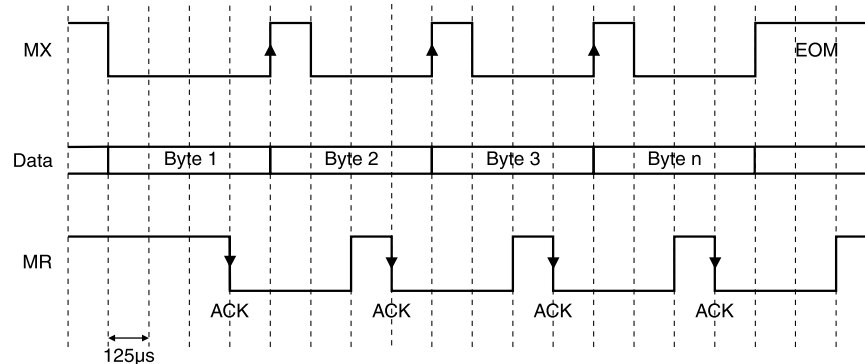 MX EOM
Data Byte 1 Byte 2 Byte 3 Byte n
MR
ACK ACK ACK ACK
125µs